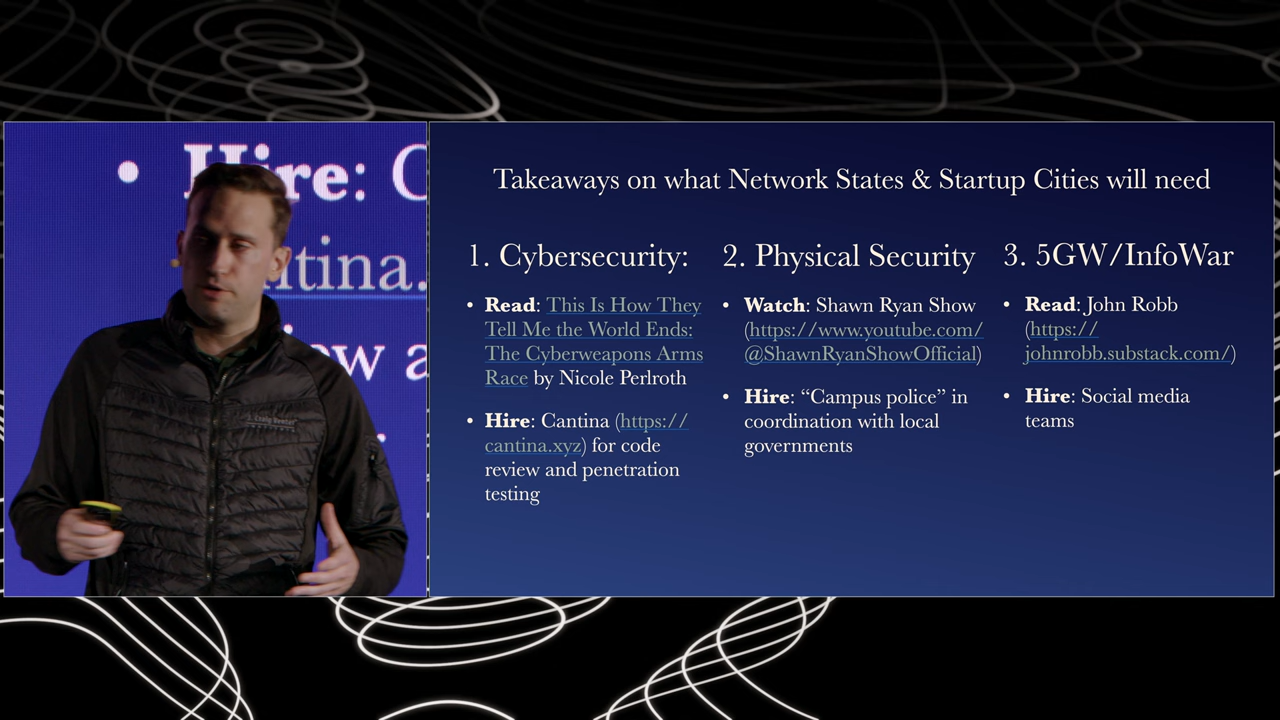 Hire: C
ntina.
ew a
Takeaways on what Network States & Startup Cities will need
1. Cybersecurity:
• Read: This Is How They
Tell Me the World Ends:
The Cyberweapons Arms
Race by Nicole Perlroth
• Hire: Cantina (https://
cantina.xyz) for code
review and penetration
testing
2. Physical Security
• Watch: Shawn Ryan Show
(https://www.youtube.com/
@ShawnRyanShowOfficial)
• Hire: “Campus police” in
coordination with local
governments
3. 5GW/InfoWar
• Read: John Robb
(https://
johnrobb.substack.com/)
• Hire: Social media
teams